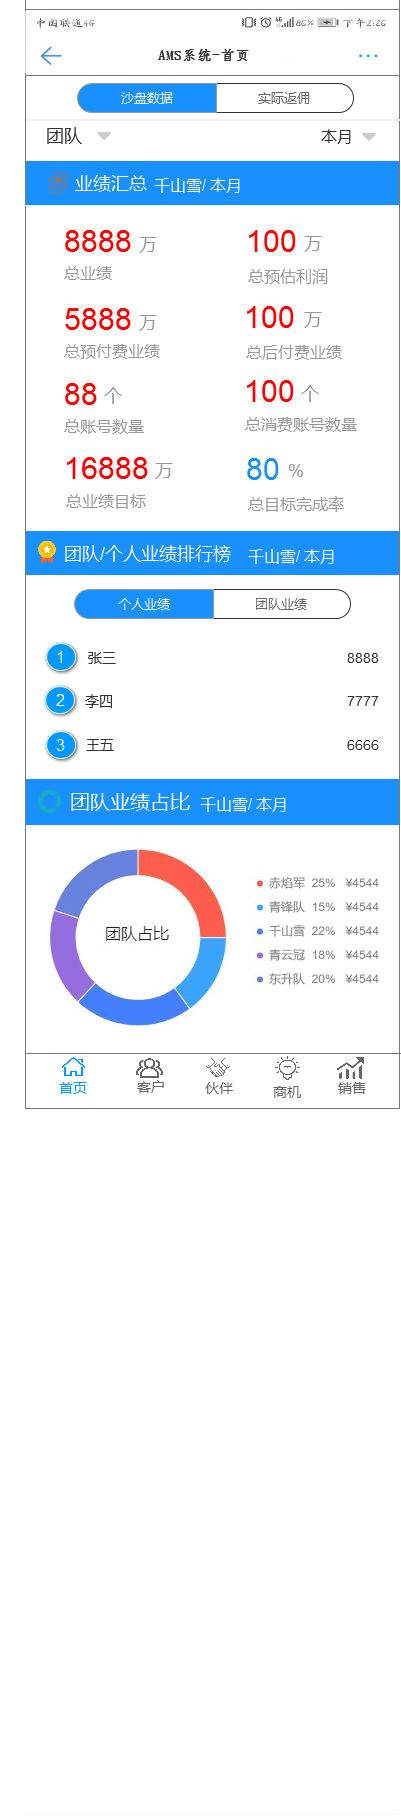 中国联通4G 86% 下午2:26
AMS系统-首页
沙盘数据 实际返佣
团队 本月
业绩汇总 千山雪/ 本月
8888 万 100 万
总业绩 总预估利润
5888 万 100 万
总预付费业绩 总后付费业绩
88 个 100 个
总账号数量 总消费账号数量
16888 万 80 %
总业绩目标 总目标完成率
团队/个人业绩排行榜 千山雪/ 本月
个人业绩 团队业绩
1 张三 8888
2 李四 7777
3 王五 6666
团队业绩占比 千山雪/ 本月
团队占比
赤焰军 25% ¥4544
青锋队 15% ¥4544
千山雪 22% ¥4544
青云冠 18% ¥4544
东升队 20% ¥4544
首页 客户 伙伴 商机 销售